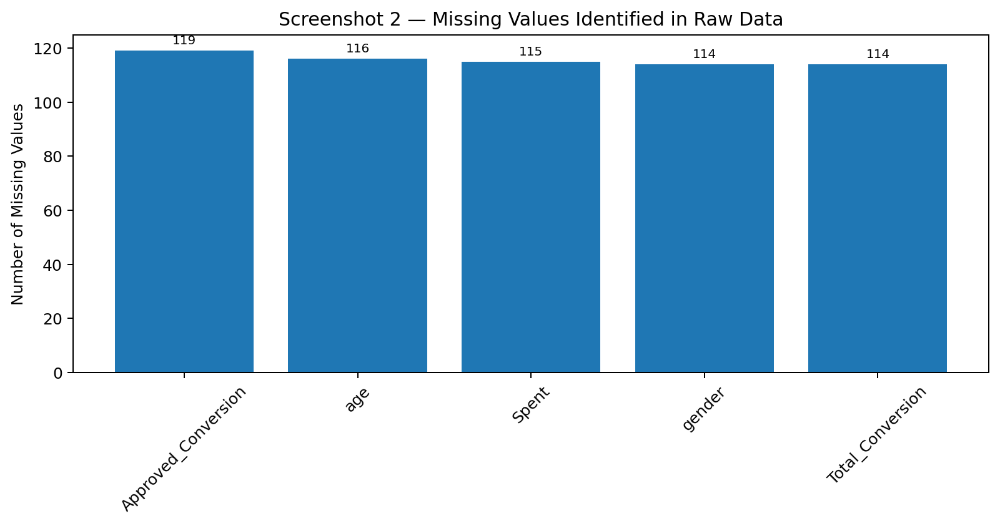 Screenshot 2 — Missing Values Identified in Raw Data
Number of Missing Values
120
100
80
60
40
20
0
119
116
115
114
114
Approved_Conversion
age
Spent
gender
Total_Conversion